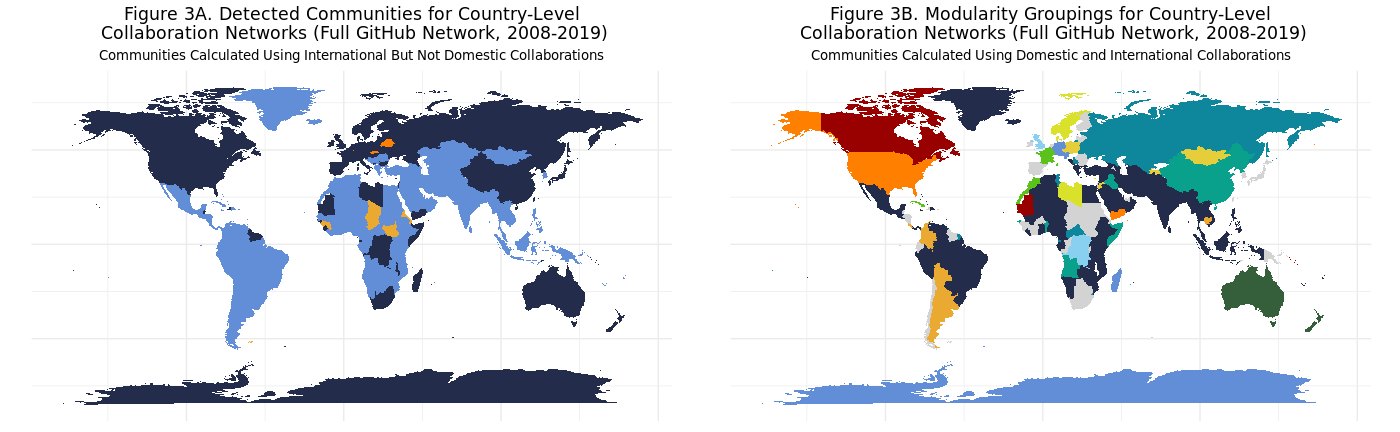 Figure 3A. Detected Communities for Country-Level
Collaboration Networks (Full GitHub Network, 2008-2019)
Communities Calculated Using International But Not Domestic Collaborations
Figure 3B. Modularity Groupings for Country-Level
Collaboration Networks (Full GitHub Network, 2008-2019)
Communities Calculated Using Domestic and International Collaborations